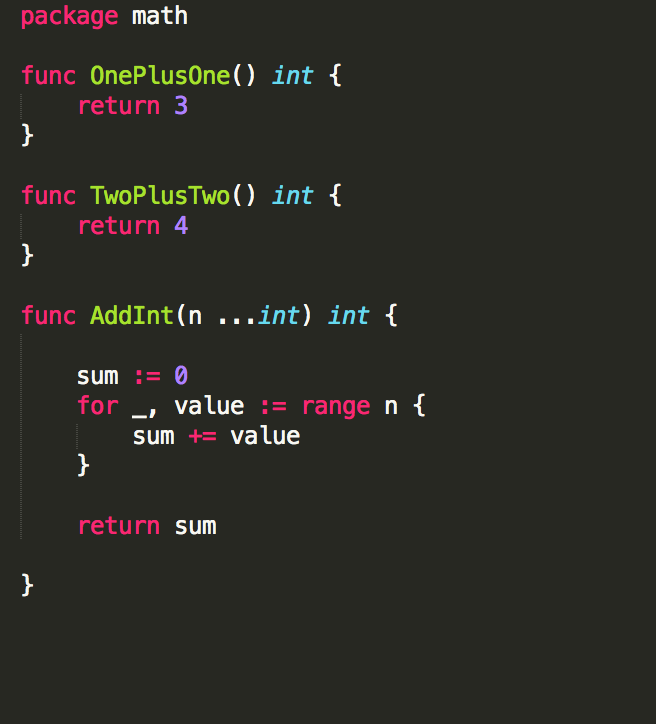 package math
func OnePlusOne() int {
return 3
}
func TwoPlusTwo() int {
return 4
}
func AddInt(n ...int) int {
sum := 0
for _, value := range n {
sum += value
}
return sum
}